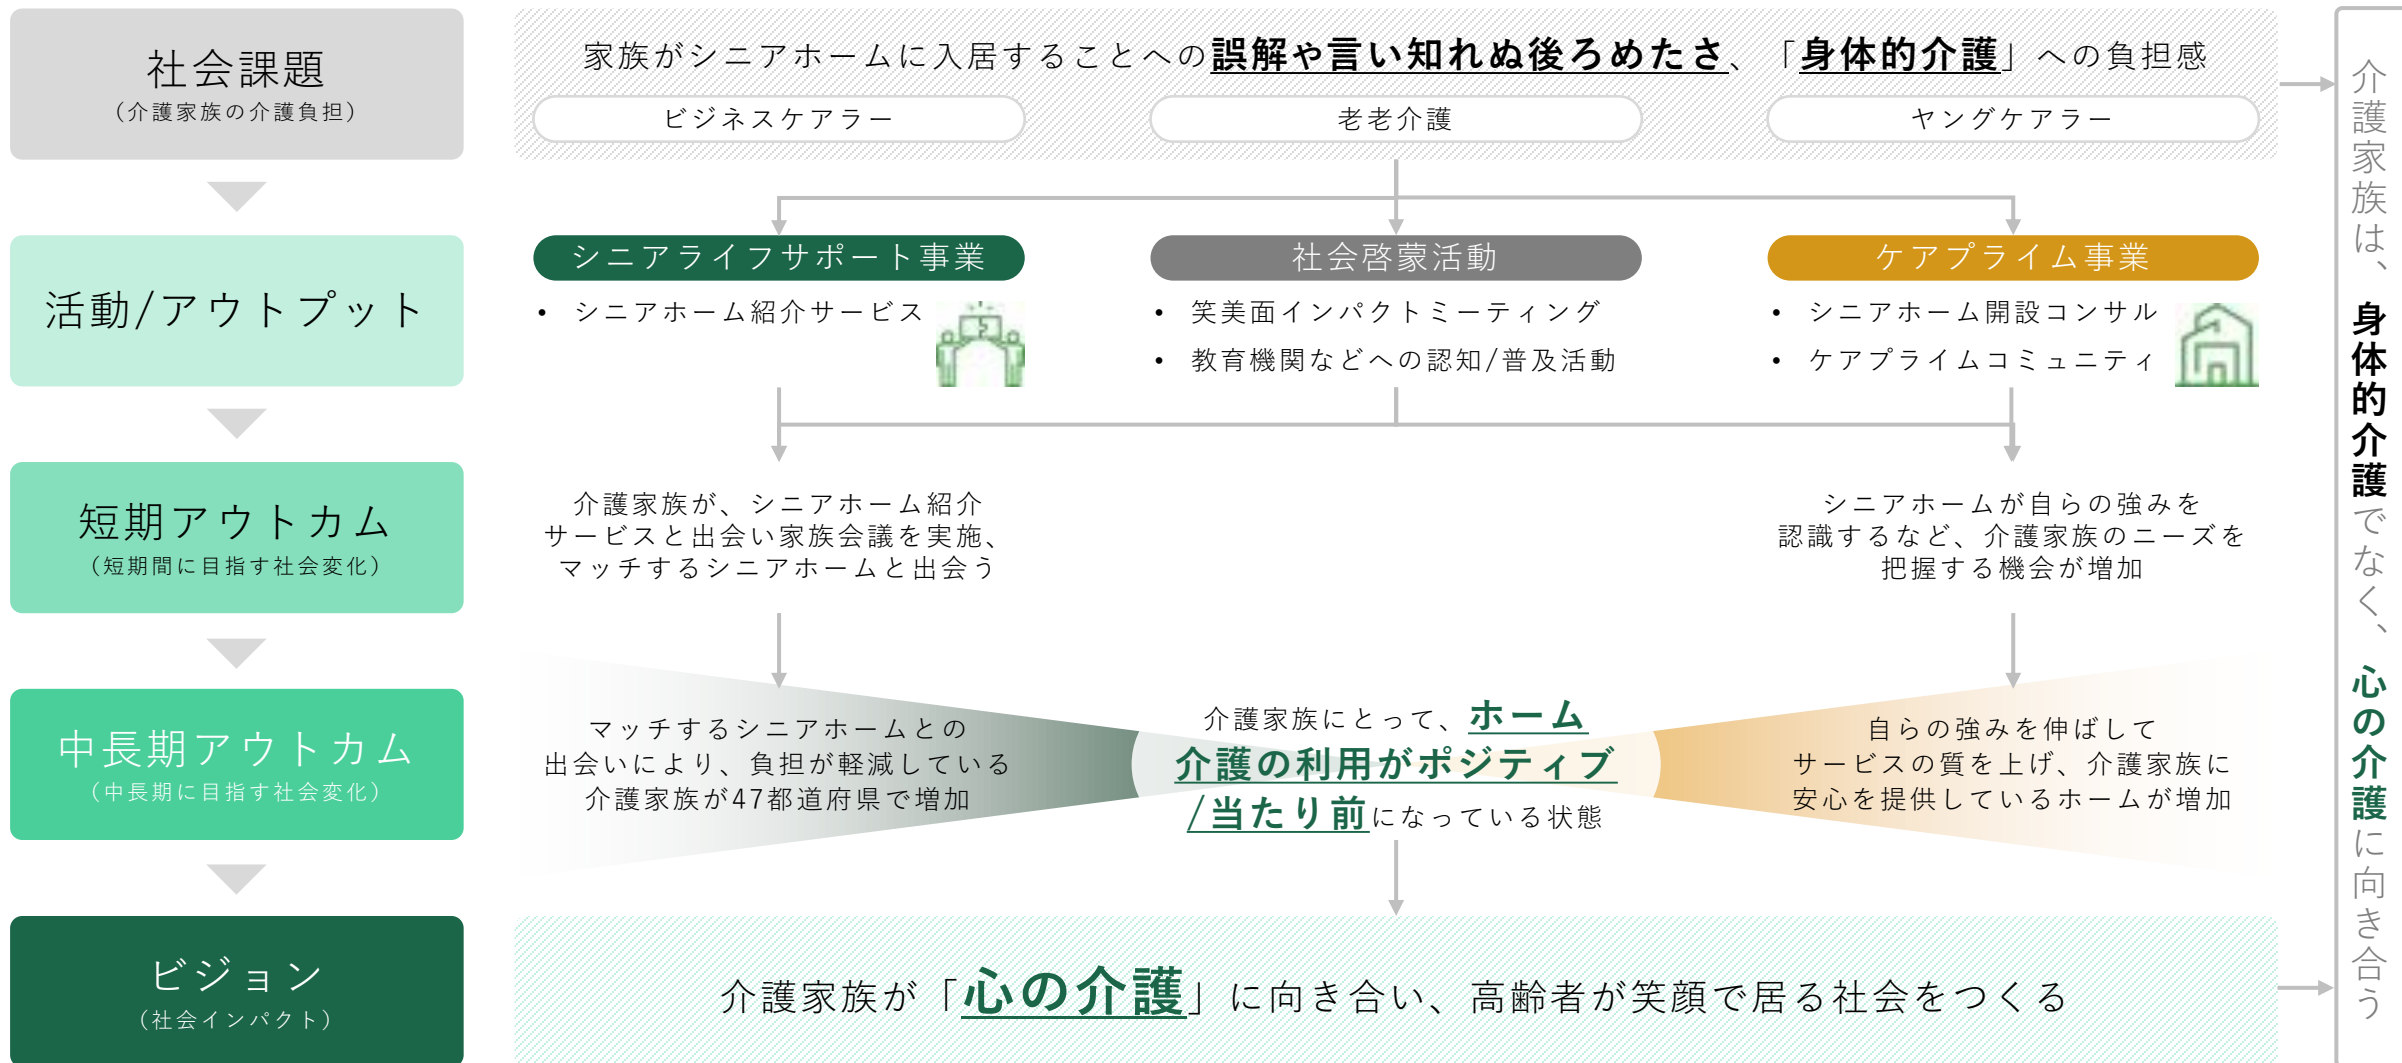 社会課題
（介護家族の介護負担）
家族がシニアホームに入居することへの誤解や言い知れぬ後ろめたさ、「身体的介護」への負担感
ビジネスケアラー
老老介護
ヤングケアラー
活動/アウトプット
シニアライフサポート事業
• シニアホーム紹介サービス
社会啓蒙活動
• 笑美面インパクトミーティング
• 教育機関などへの認知/普及活動
ケアプライム事業
• シニアホーム開設コンサル
• ケアプライムコミュニティ
短期アウトカム
（短期間に目指す社会変化）
介護家族が、シニアホーム紹介
サービスと出会い家族会議を実施、
マッチするシニアホームと出会う
シニアホームが自らの強みを
認識するなど、介護家族のニーズを
把握する機会が増加
中長期アウトカム
（中長期に目指す社会変化）
マッチするシニアホームとの
出会いにより、負担が軽減している
介護家族が47都道府県で増加
介護家族にとって、ホーム
介護の利用がポジティブ
/当たり前になっている状態
自らの強みを伸ばして
サービスの質を上げ、介護家族に
安心を提供しているホームが増加
ビジョン
（社会インパクト）
介護家族が「心の介護」に向き合い、高齢者が笑顔で居る社会をつくる
介護家族は、身体的介護でなく、心の介護に向き合う